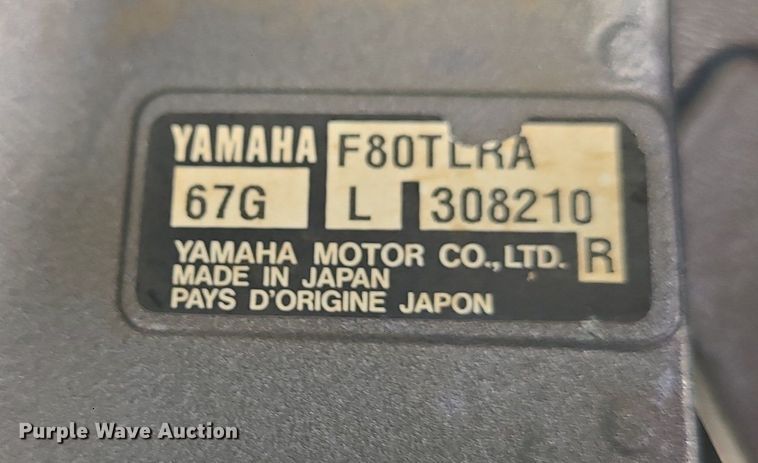 YAMAHA F80TLRA
67G L 308210
YAMAHA MOTOR CO.,LTD. R
MADE IN JAPAN
PAYS D'ORIGINE JAPON
Purple Wave Auction